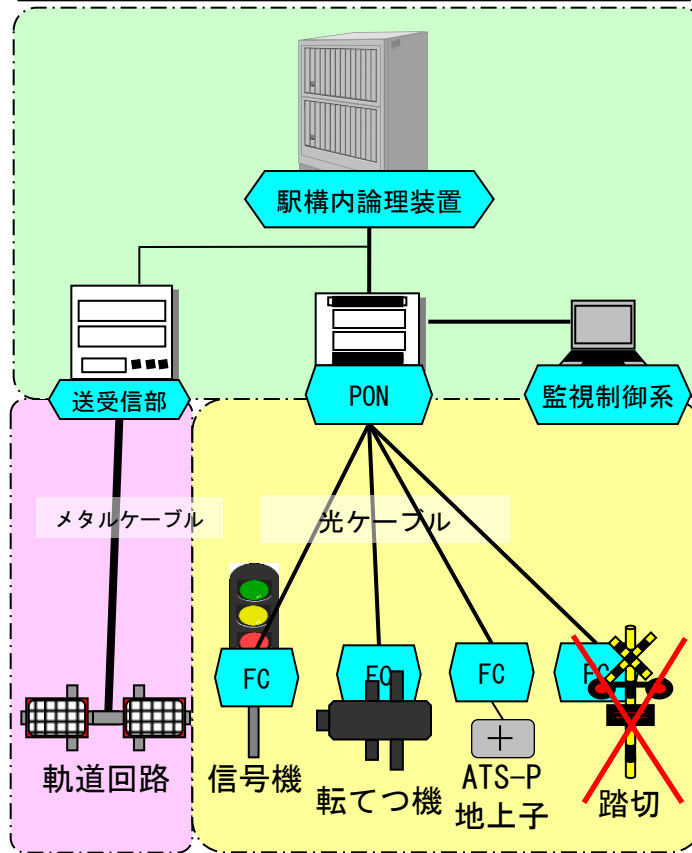 駅構内論理装置
送受信部
PON
監視制御系
メタルケーブル
光ケーブル
FC
FC
FC
FC
軌道回路
信号機
転てつ機
ATS-P
地上子
踏切